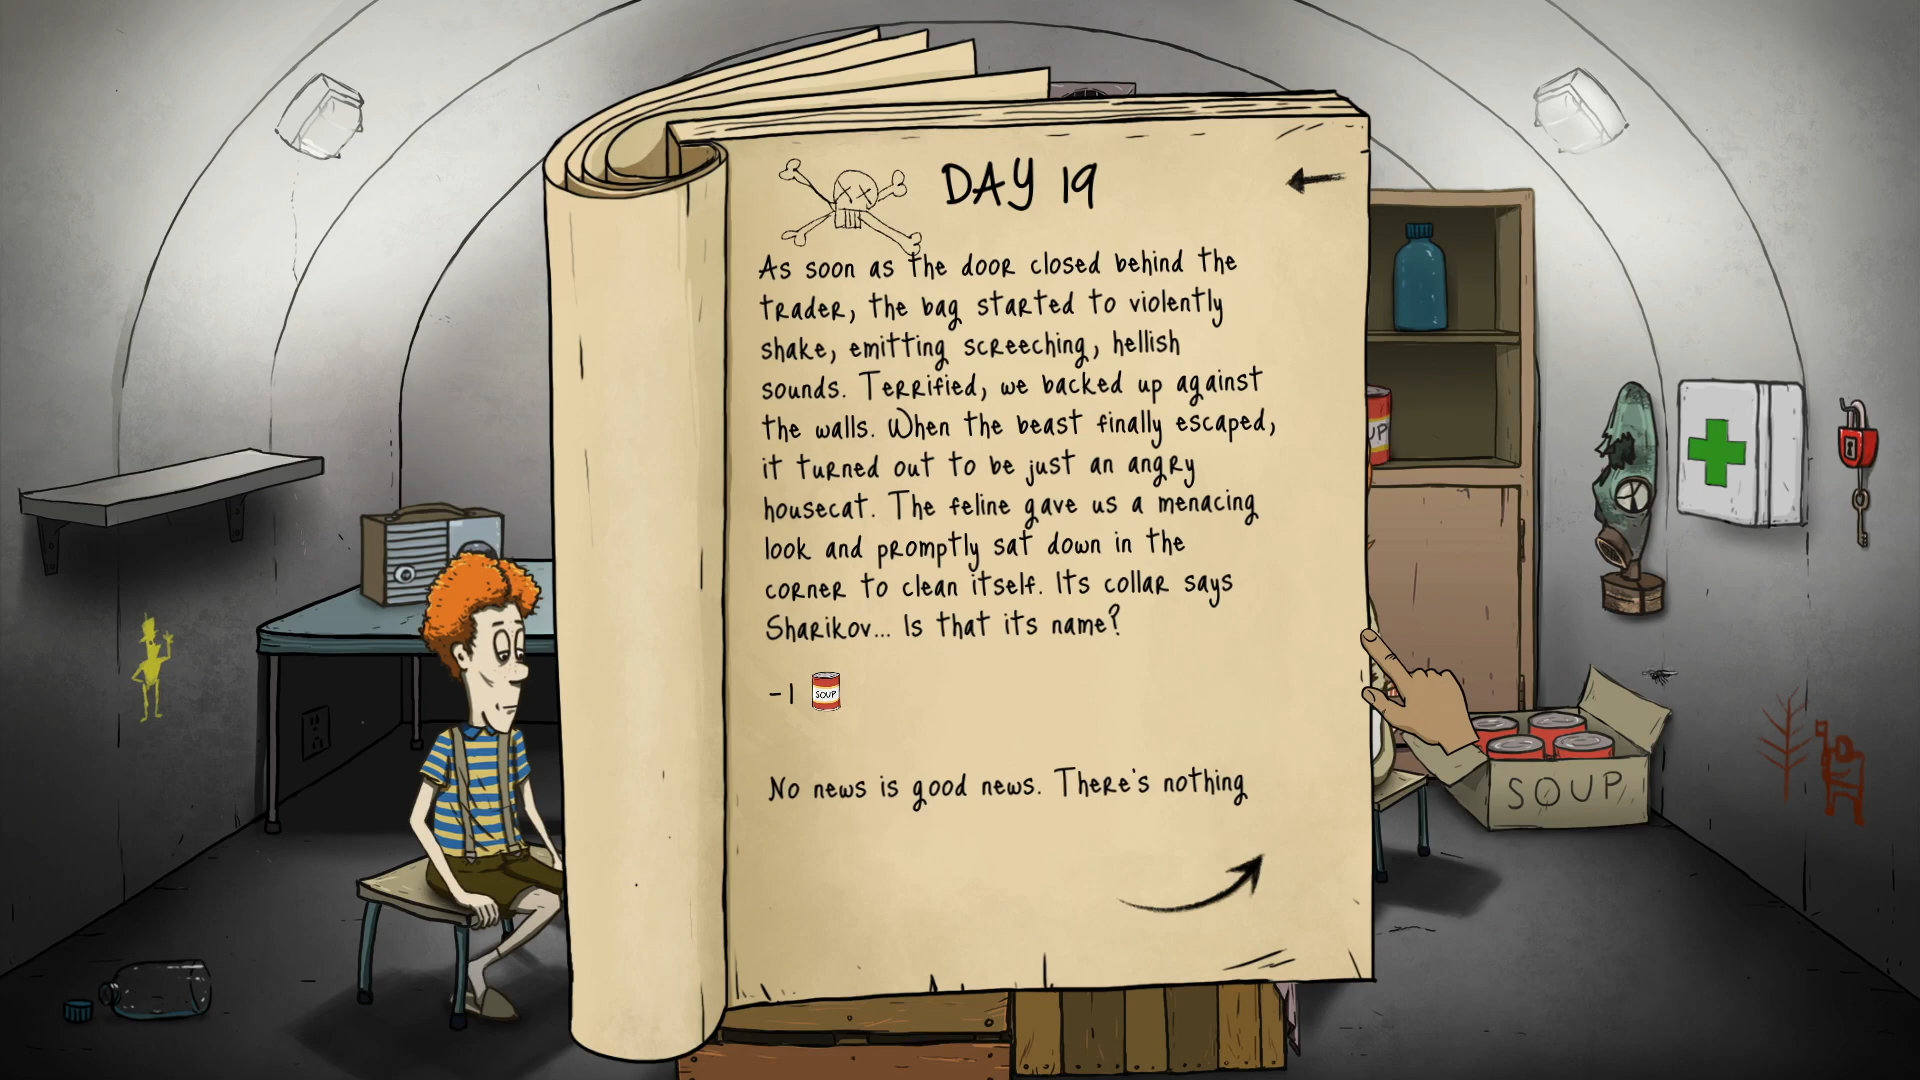 DAY 19
As soon as the door closed behind the
trader, the bag started to violently
shake, emitting screeching, hellish
sounds. Terrified, we backed up against
the walls. When the beast finally escaped,
it turned out to be just an angry
housecat. The feline gave us a menacing
look and promptly sat down in the
corner to clean itself. Its collar says
Sharikov... Is that its name?
-1 SOUP
No news is good news. There's nothing
UP
SOUP